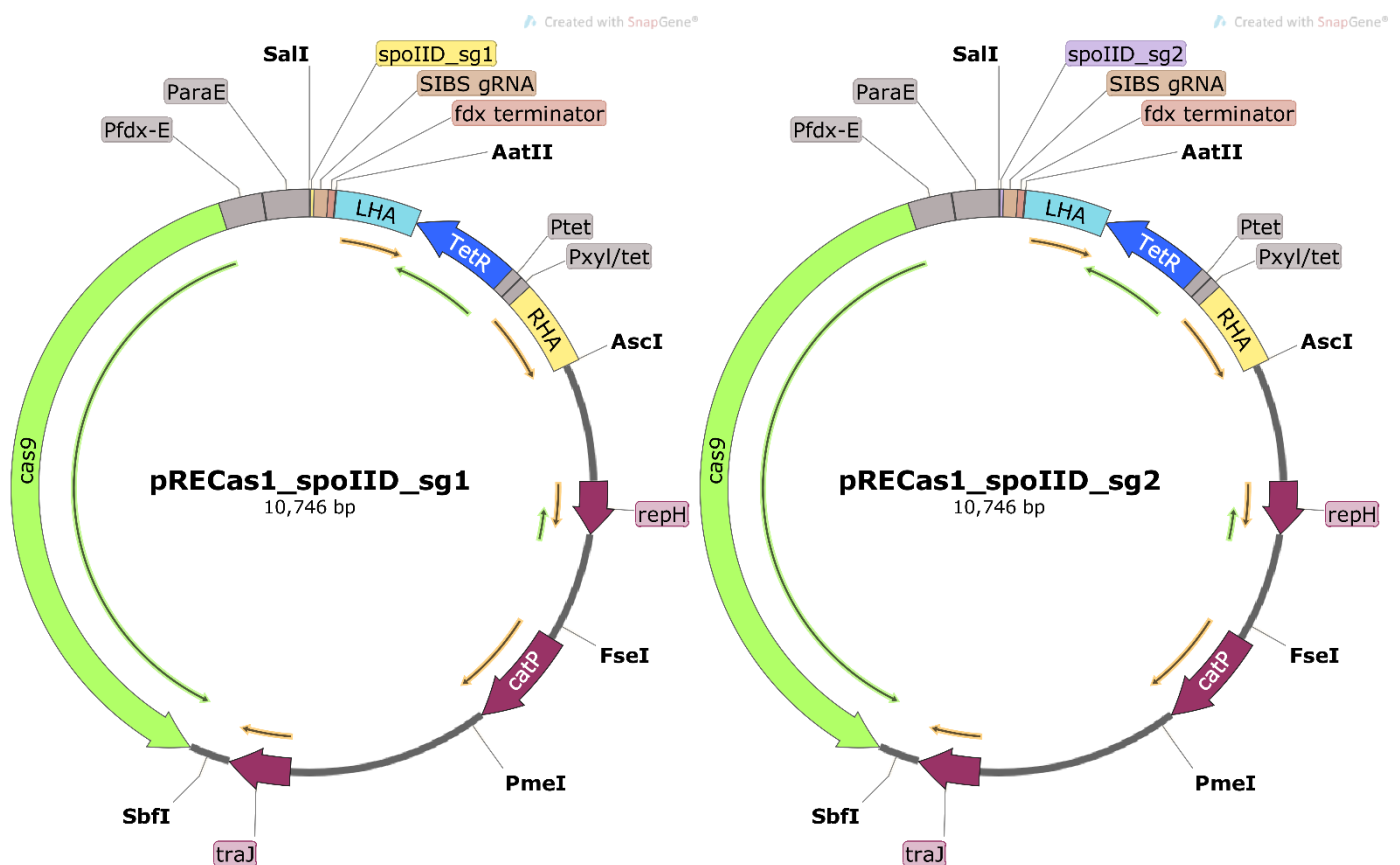 Created with SnapGene®
SalI
spoIID_sg1
SIBS gRNA
fdx terminator
AatII
ParaE
Pfdx-E
LHA
TetR
Ptet
Pxyl/tet
RHA
AscI
cas9
pRECas1_spoIID_sg1
10,746 bp
repH
FseI
catP
PmeI
SbfI
traJ
Created with SnapGene®
SalI
spoIID_sg2
SIBS gRNA
fdx terminator
AatII
ParaE
Pfdx-E
LHA
TetR
Ptet
Pxyl/tet
RHA
AscI
cas9
pRECas1_spoIID_sg2
10,746 bp
repH
FseI
catP
PmeI
SbfI
traJ